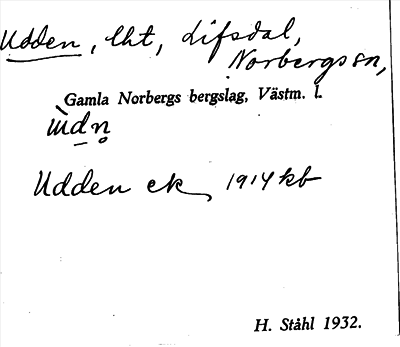 Udden, lht, Lifsdal,
Norbergs sn,
Gamla Norbergs bergslag, Västm. l.
ùdn̥
Udden ek, 1914 kb
H. Ståhl 1932.